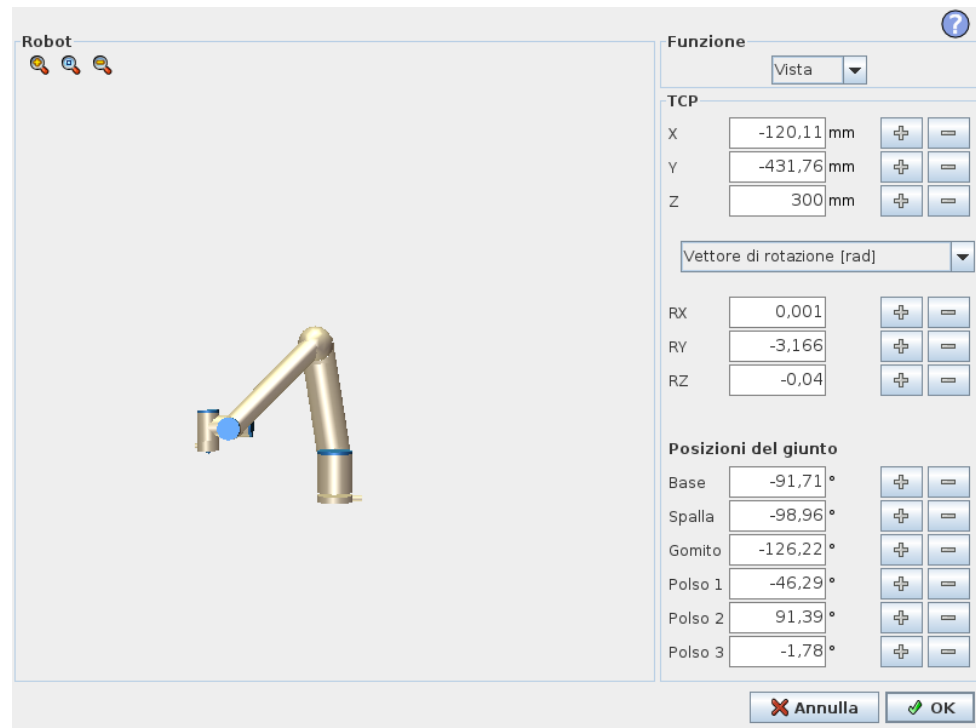 Robot
Funzione
?
Vista
TCP
X -120,11 mm
Y -431,76 mm
Z 300 mm
Vettore di rotazione [rad]
RX 0,001
RY -3,166
RZ -0,04
Posizioni del giunto
Base -91,71 °
Spalla -98,96 °
Gomito -126,22 °
Polso 1 -46,29 °
Polso 2 91,39 °
Polso 3 -1,78 °
Annulla OK